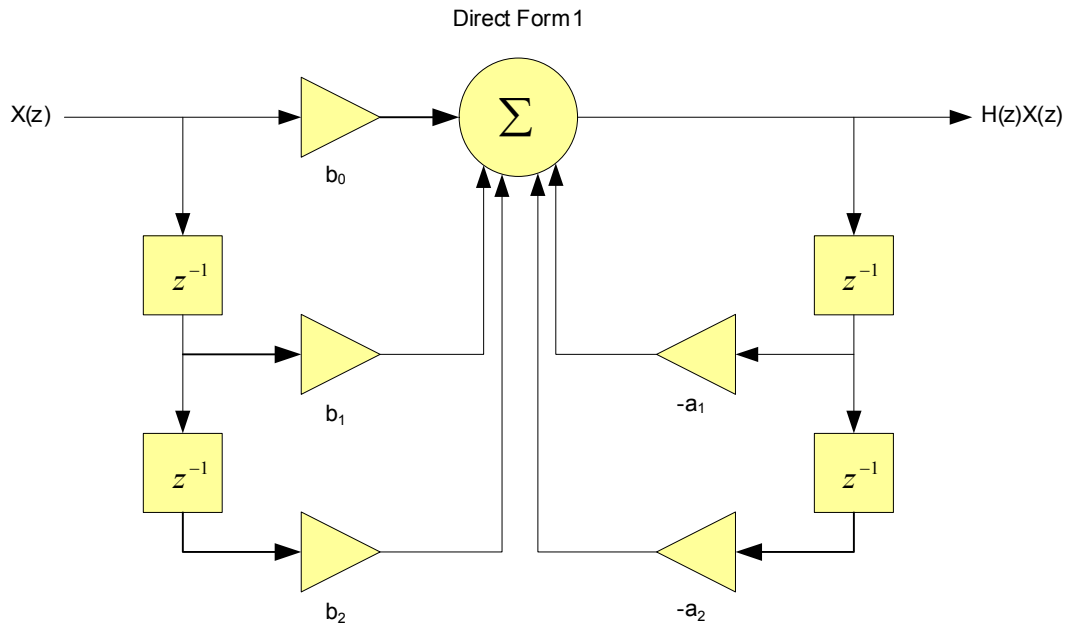 Direct Form 1
X(z)
b₀
Σ
H(z)X(z)
z⁻¹
z⁻¹
b₁
-a₁
z⁻¹
z⁻¹
b₂
-a₂